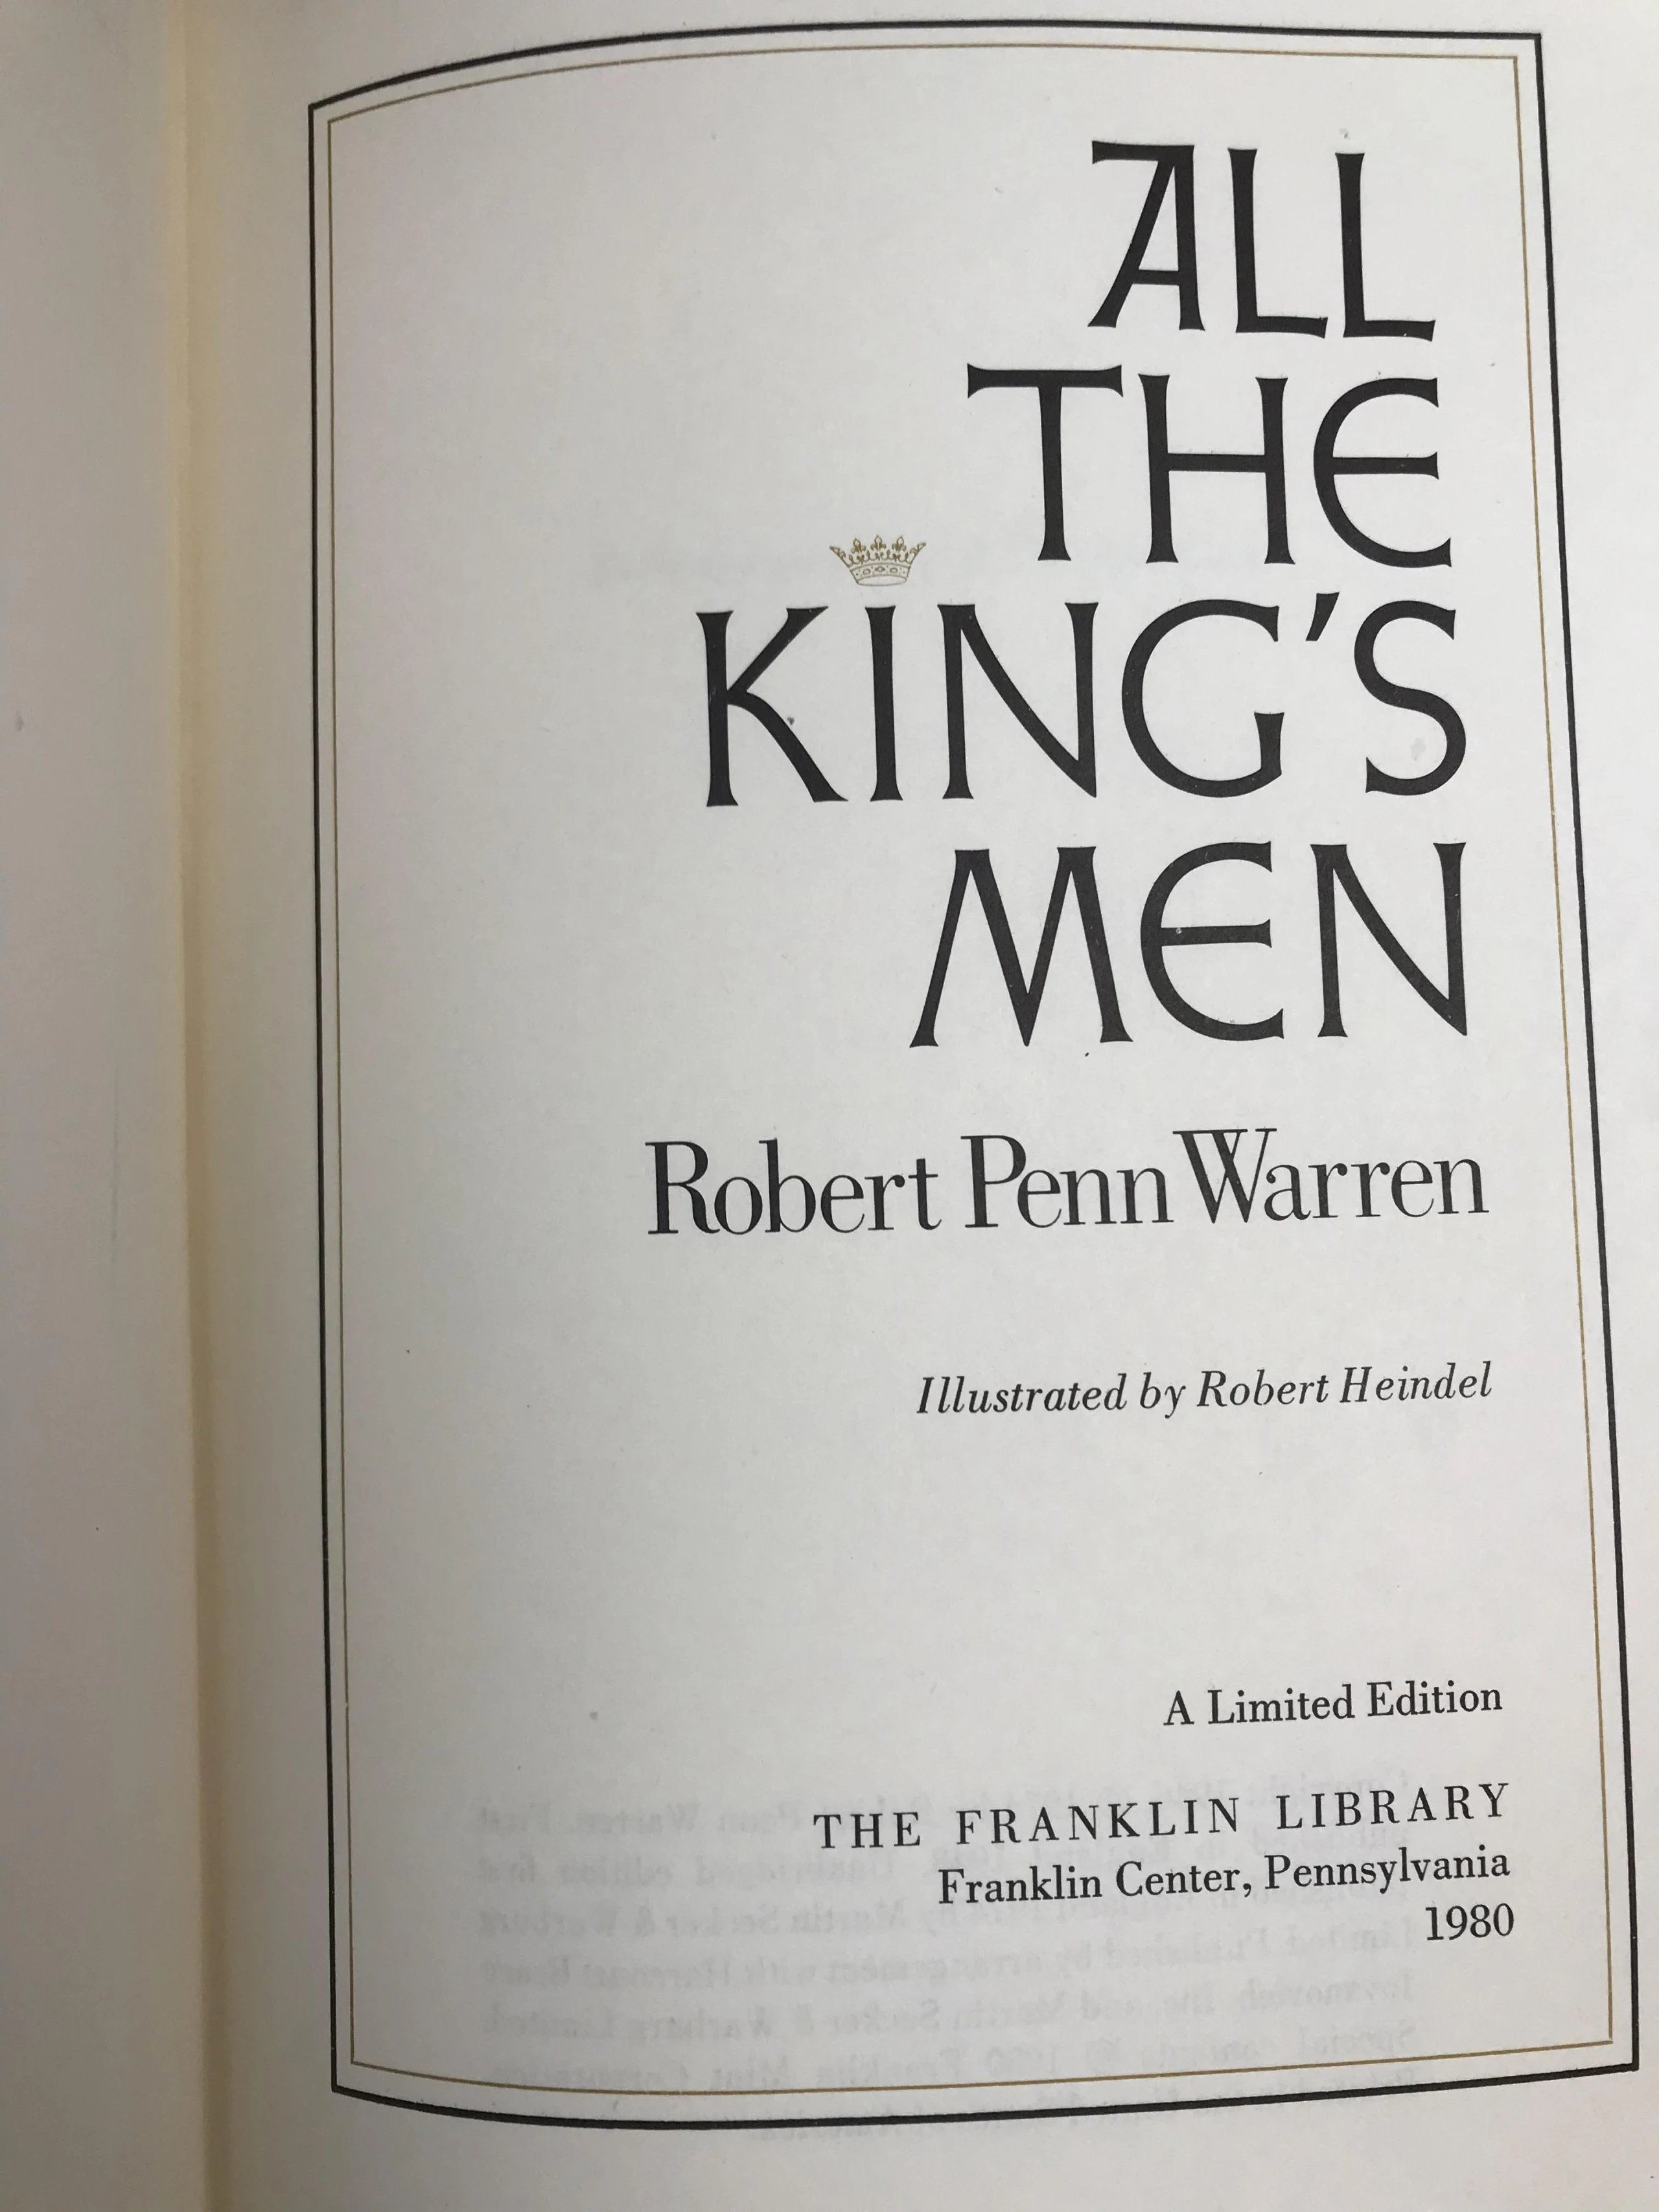 ALL
THE
KING'S
MEN
Robert Penn Warren
Illustrated by Robert Heindel
A Limited Edition
THE FRANKLIN LIBRARY
Franklin Center, Pennsylvania
1980